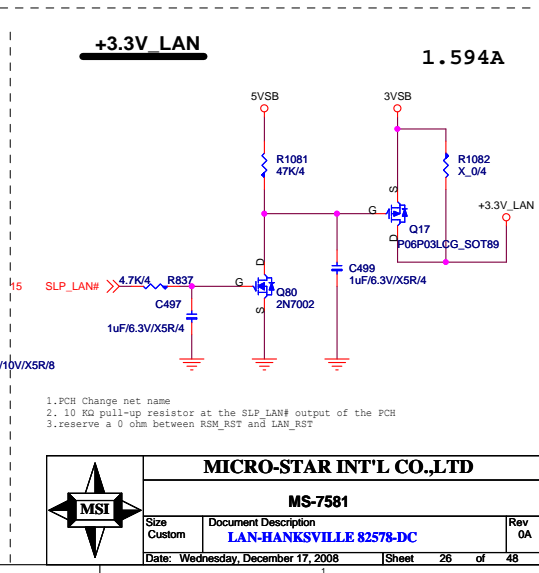 +3.3V_LAN
1.594A
5VSB
3VSB
R1081
47K/4
R1082
X_0/4
S
G
+3.3V_LAN
Q17
P06P03LCG_SOT89
D
D
C499
1uF/6.3V/X5R/4
15 SLP_LAN# 4.7K/4 R837
G
Q80
2N7002
S
C497
1uF/6.3V/X5R/4
/10V/X5R/8
1.PCH Change net name
2. 10 KΩ pull-up resistor at the SLP_LAN# output of the PCH
3.reserve a 0 ohm between RSM_RST and LAN_RST
MSI
MICRO-STAR INT'L CO.,LTD
MS-7581
Size
Custom
Document Description
LAN-HANKSVILLE 82578-DC
Rev
0A
Date: Wednesday, December 17, 2008
Sheet 26 of 48
1